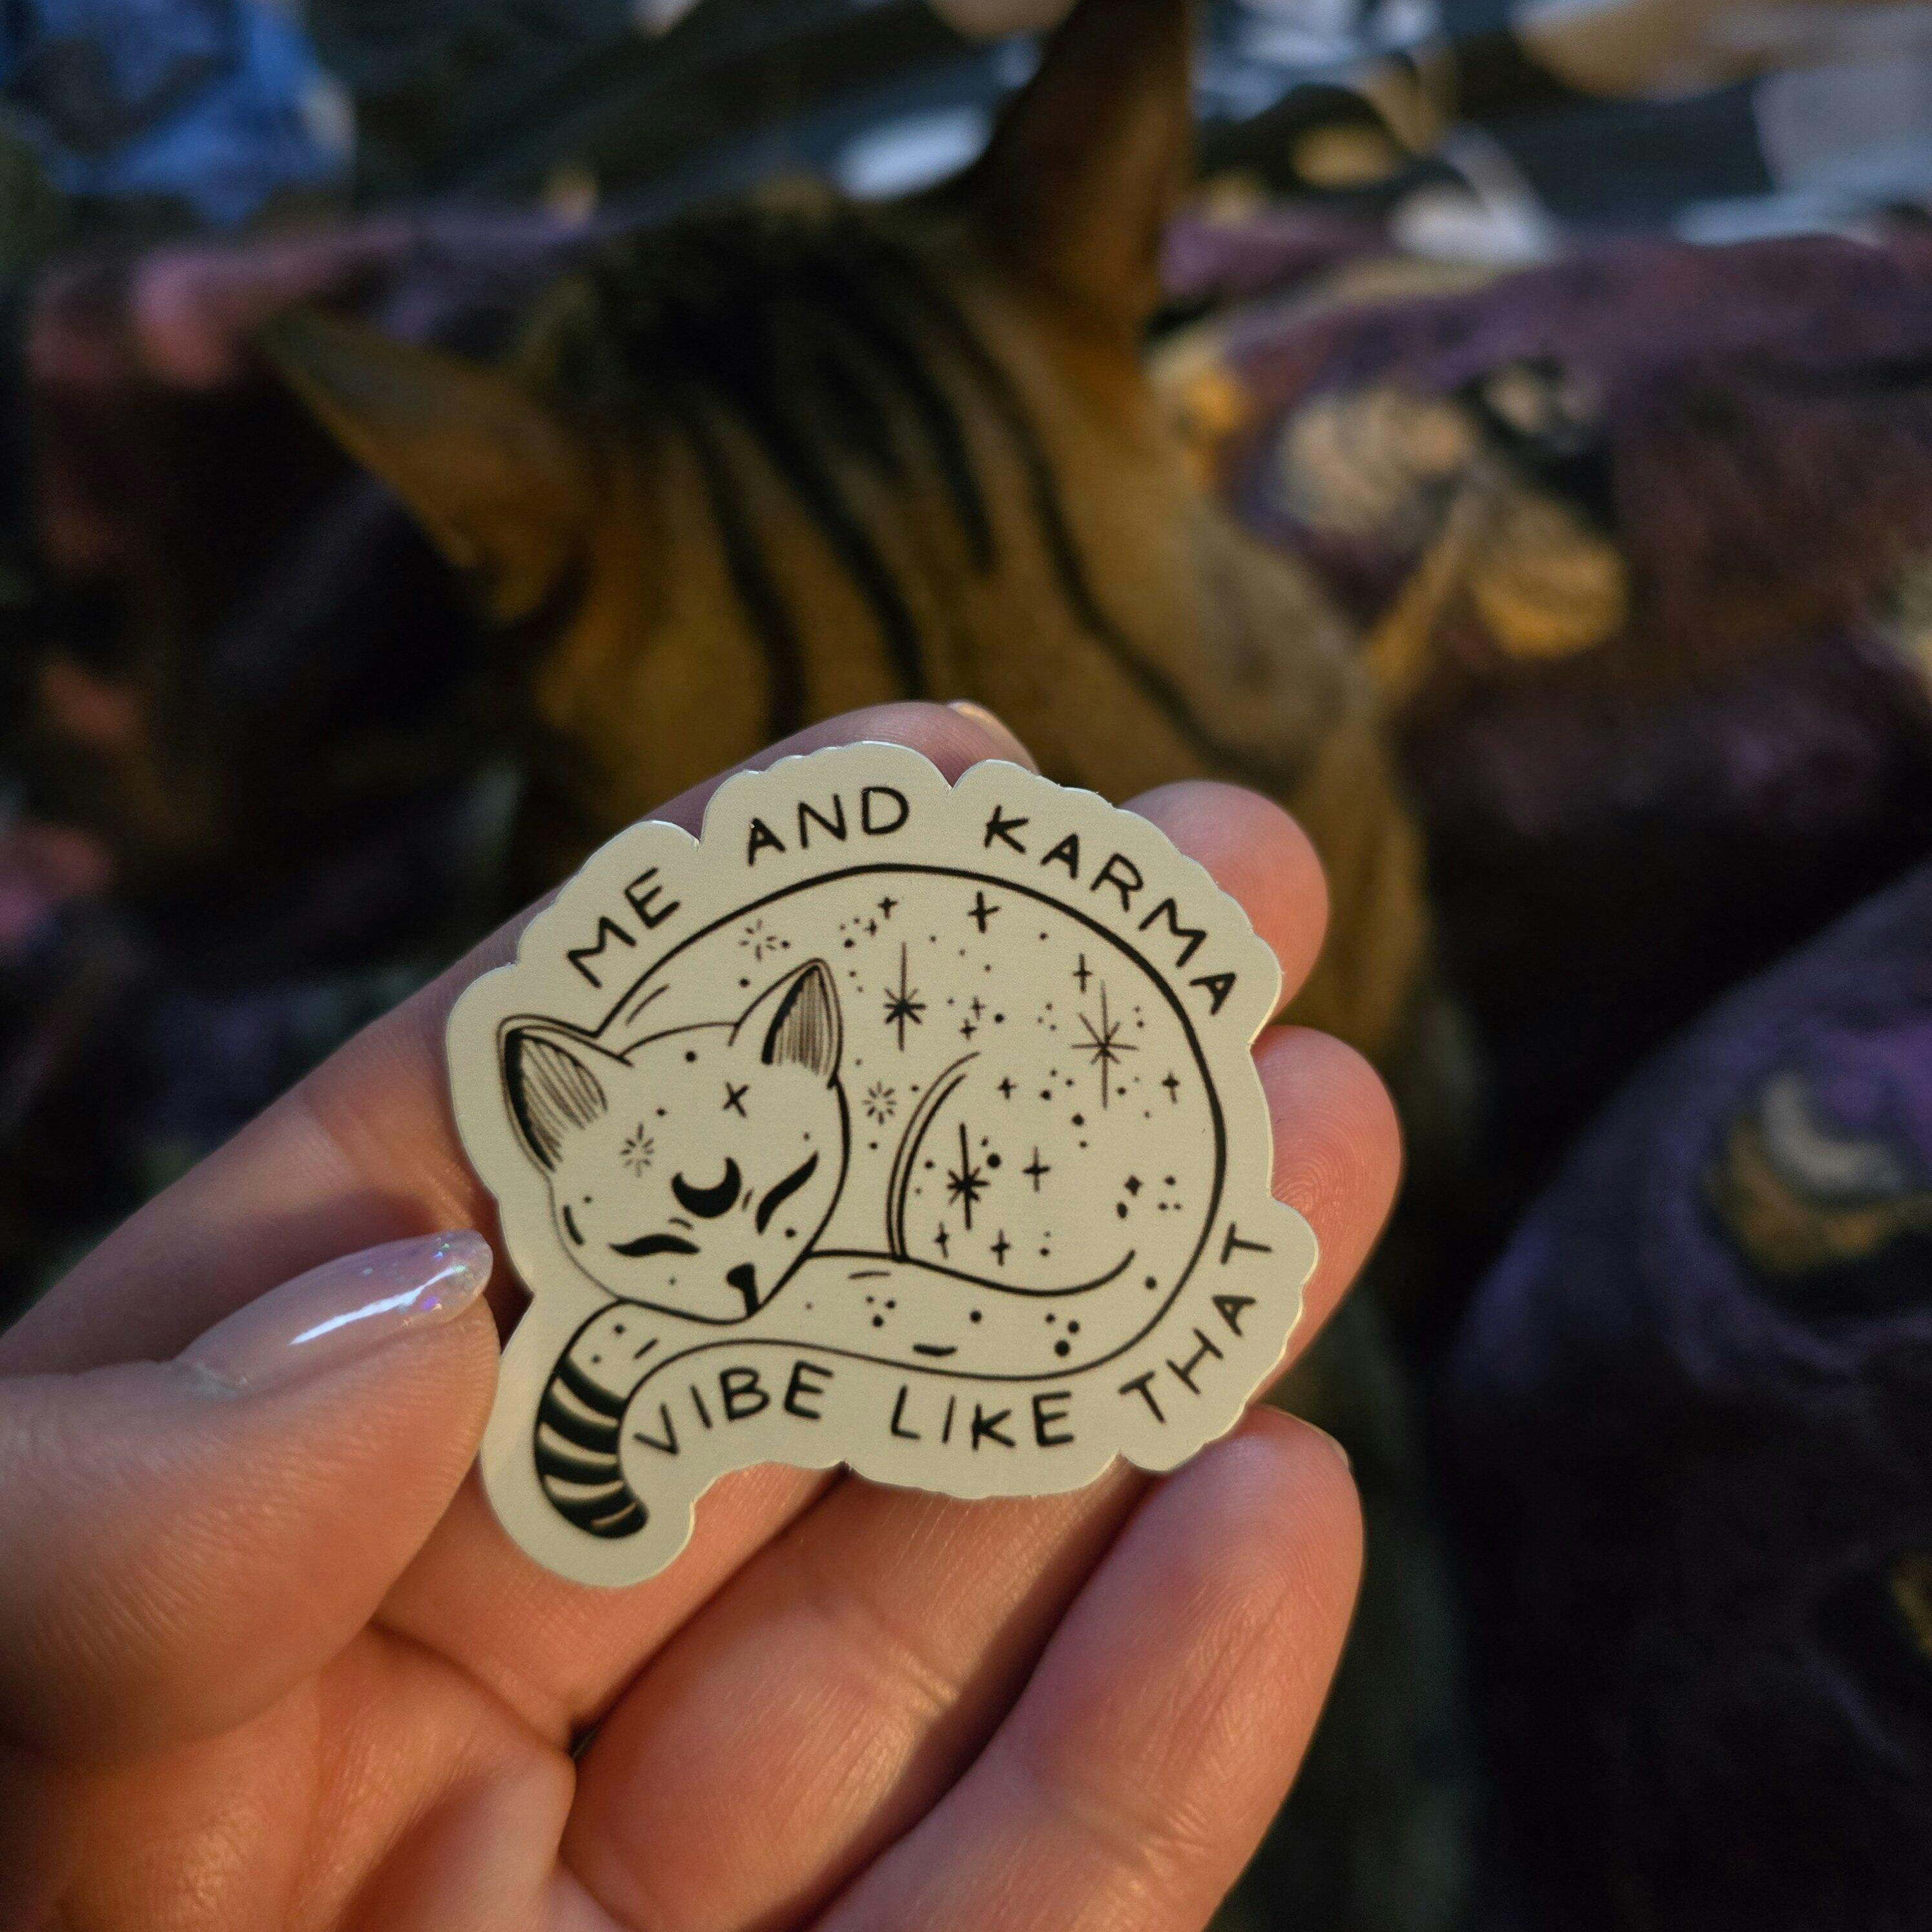 ME AND KARMA
VIBE LIKE THAT